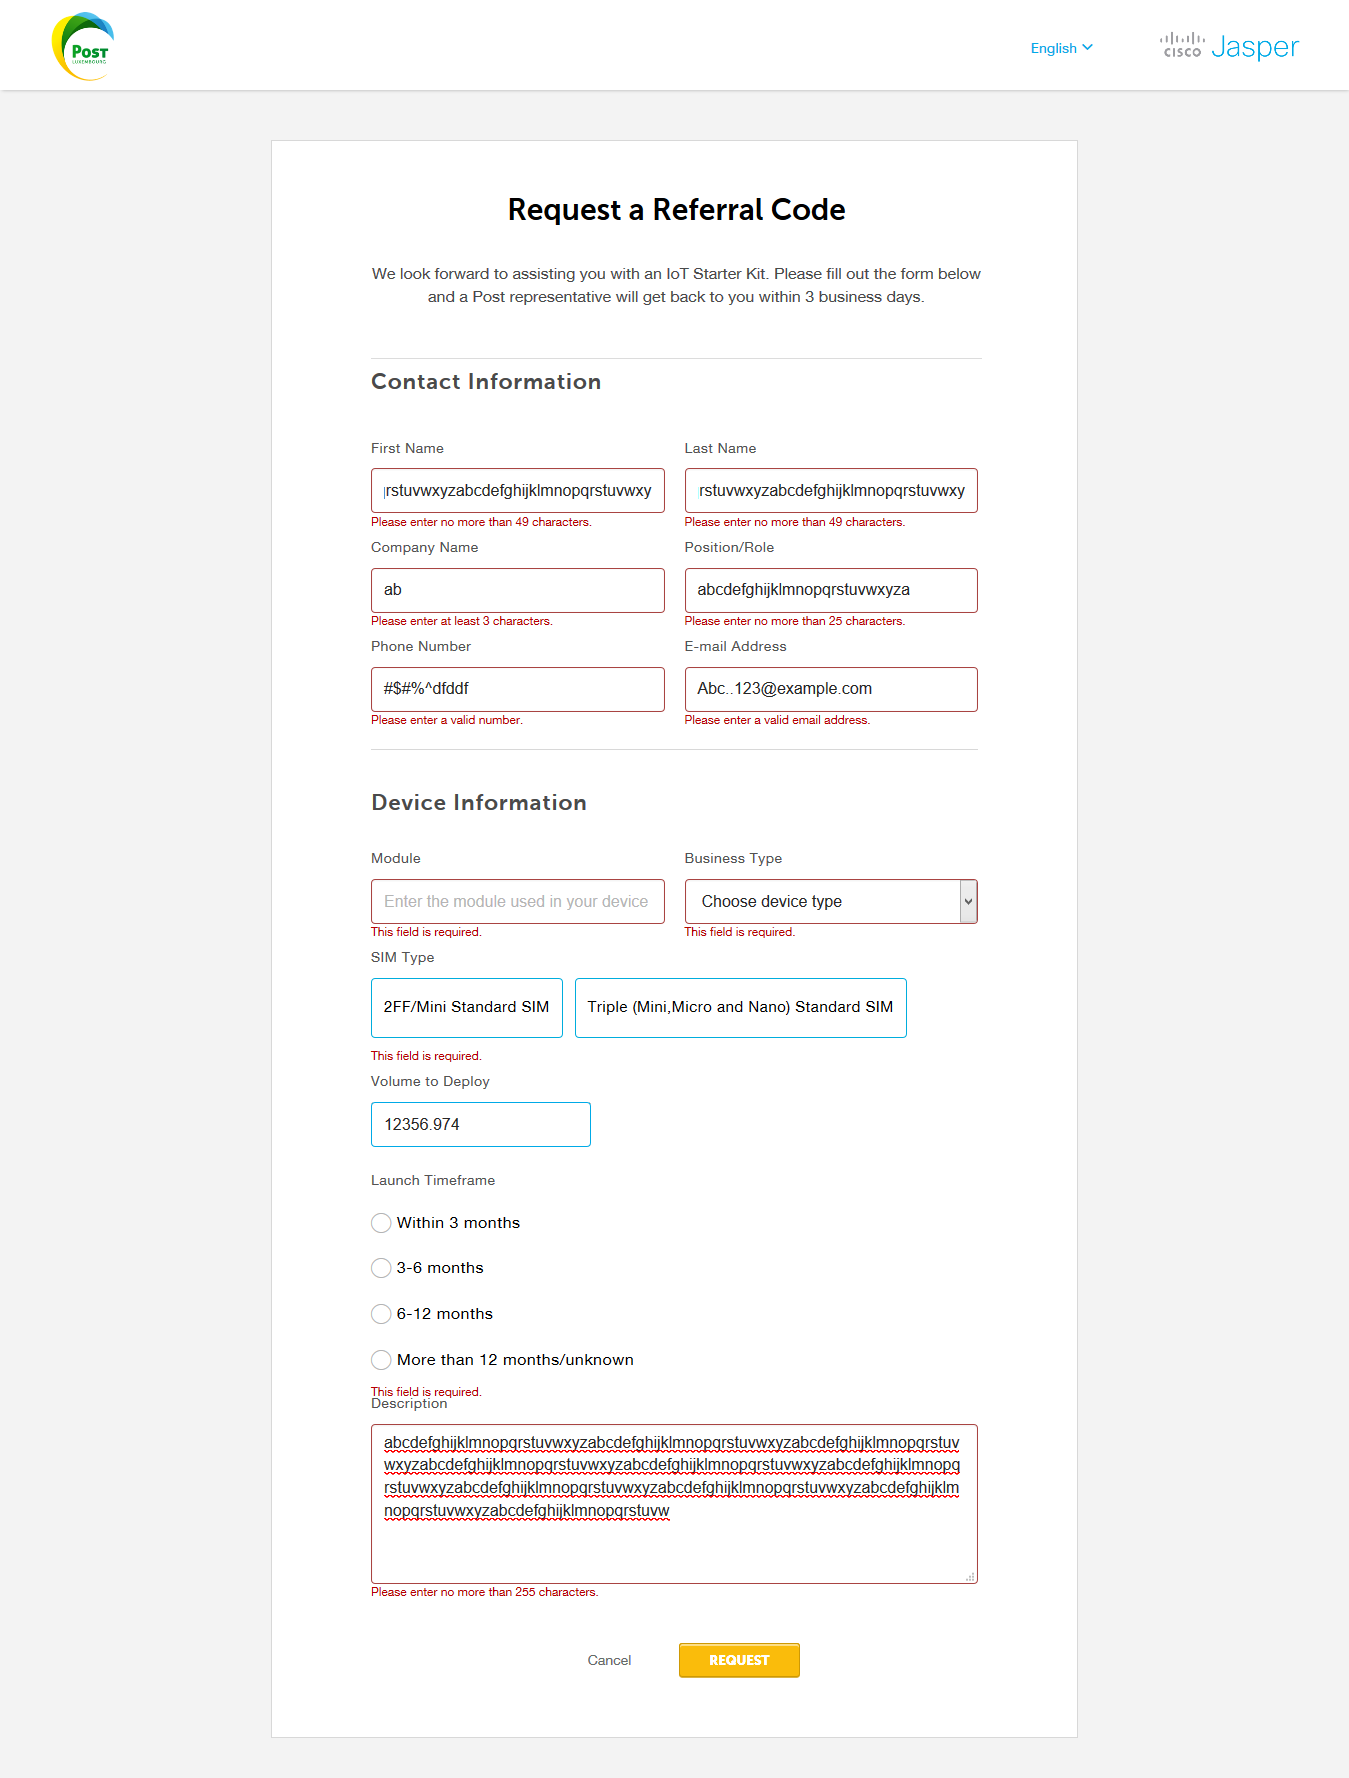 POST
LUXEMBOURG
English
CISCO Jasper
Request a Referral Code
We look forward to assisting you with an IoT Starter Kit. Please fill out the form below
and a Post representative will get back to you within 3 business days.
Contact Information
First Name
Last Name
qrstuvwxyzabcdefghijklmnopqrstuvwxy
rstuvwxyzabcdefghijklmnopqrstuvwxy
Please enter no more than 49 characters.
Please enter no more than 49 characters.
Company Name
Position/Role
ab
abcdefghijklmnopqrstuvwxyza
Please enter at least 3 characters.
Please enter no more than 25 characters.
Phone Number
E-mail Address
#$#%^dfddf
Abc..123@example.com
Please enter a valid number.
Please enter a valid email address.
Device Information
Module
Business Type
Enter the module used in your device
Choose device type
This field is required.
This field is required.
SIM Type
2FF/Mini Standard SIM
Triple (Mini,Micro and Nano) Standard SIM
This field is required.
Volume to Deploy
12356.974
Launch Timeframe
Within 3 months
3-6 months
6-12 months
More than 12 months/unknown
This field is required.
Description
abcdefghijklmnopqrstuvwxyzabcdefghijklmnopqrstuvwxyzabcdefghijklmnopqrstuv
wxyzabcdefghijklmnopqrstuvwxyzabcdefghijklmnopqrstuvwxyzabcdefghijklmnopq
rstuvwxyzabcdefghijklmnopqrstuvwxyzabcdefghijklmnopqrstuvwxyzabcdefghijklm
nopqrstuvwxyzabcdefghijklmnopqrstuvw
Please enter no more than 255 characters.
Cancel
REQUEST